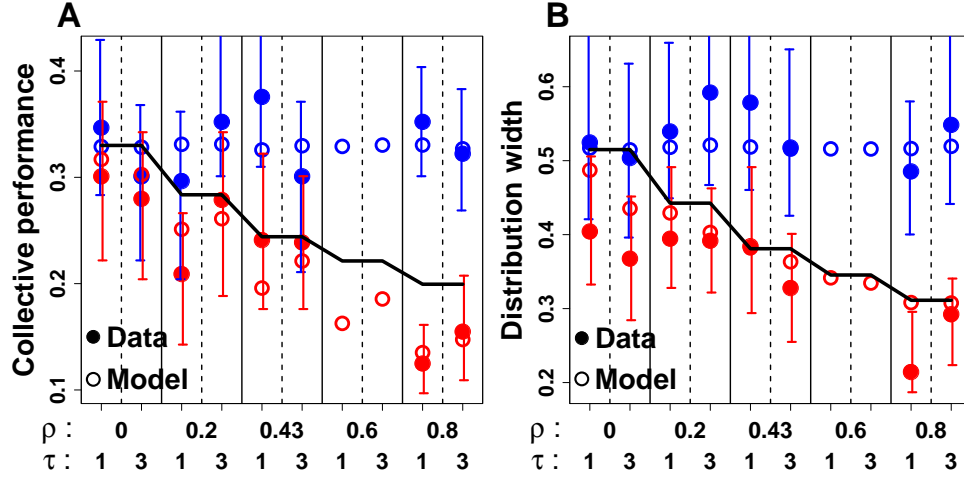 A
B
Collective performance
0.4
0.3
0.2
0.1
Data
Model
ρ : 0 0.2 0.43 0.6 0.8
τ : 1 3 1 3 1 3 1 3 1 3
Distribution width
0.6
0.5
0.4
0.3
0.2
Data
Model
ρ : 0 0.2 0.43 0.6 0.8
τ : 1 3 1 3 1 3 1 3 1 3